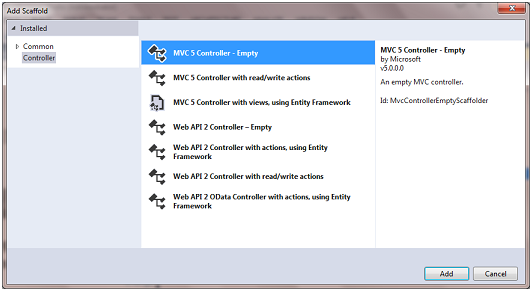 Add Scaffold
Installed
Common
Controller
MVC 5 Controller - Empty
MVC 5 Controller with read/write actions
MVC 5 Controller with views, using Entity Framework
Web API 2 Controller – Empty
Web API 2 Controller with actions, using Entity
Framework
Web API 2 Controller with read/write actions
Web API 2 OData Controller with actions, using Entity
Framework
MVC 5 Controller - Empty
by Microsoft
v5.0.0.0
An empty MVC controller.
Id: MvcControllerEmptyScaffolder
Add
Cancel